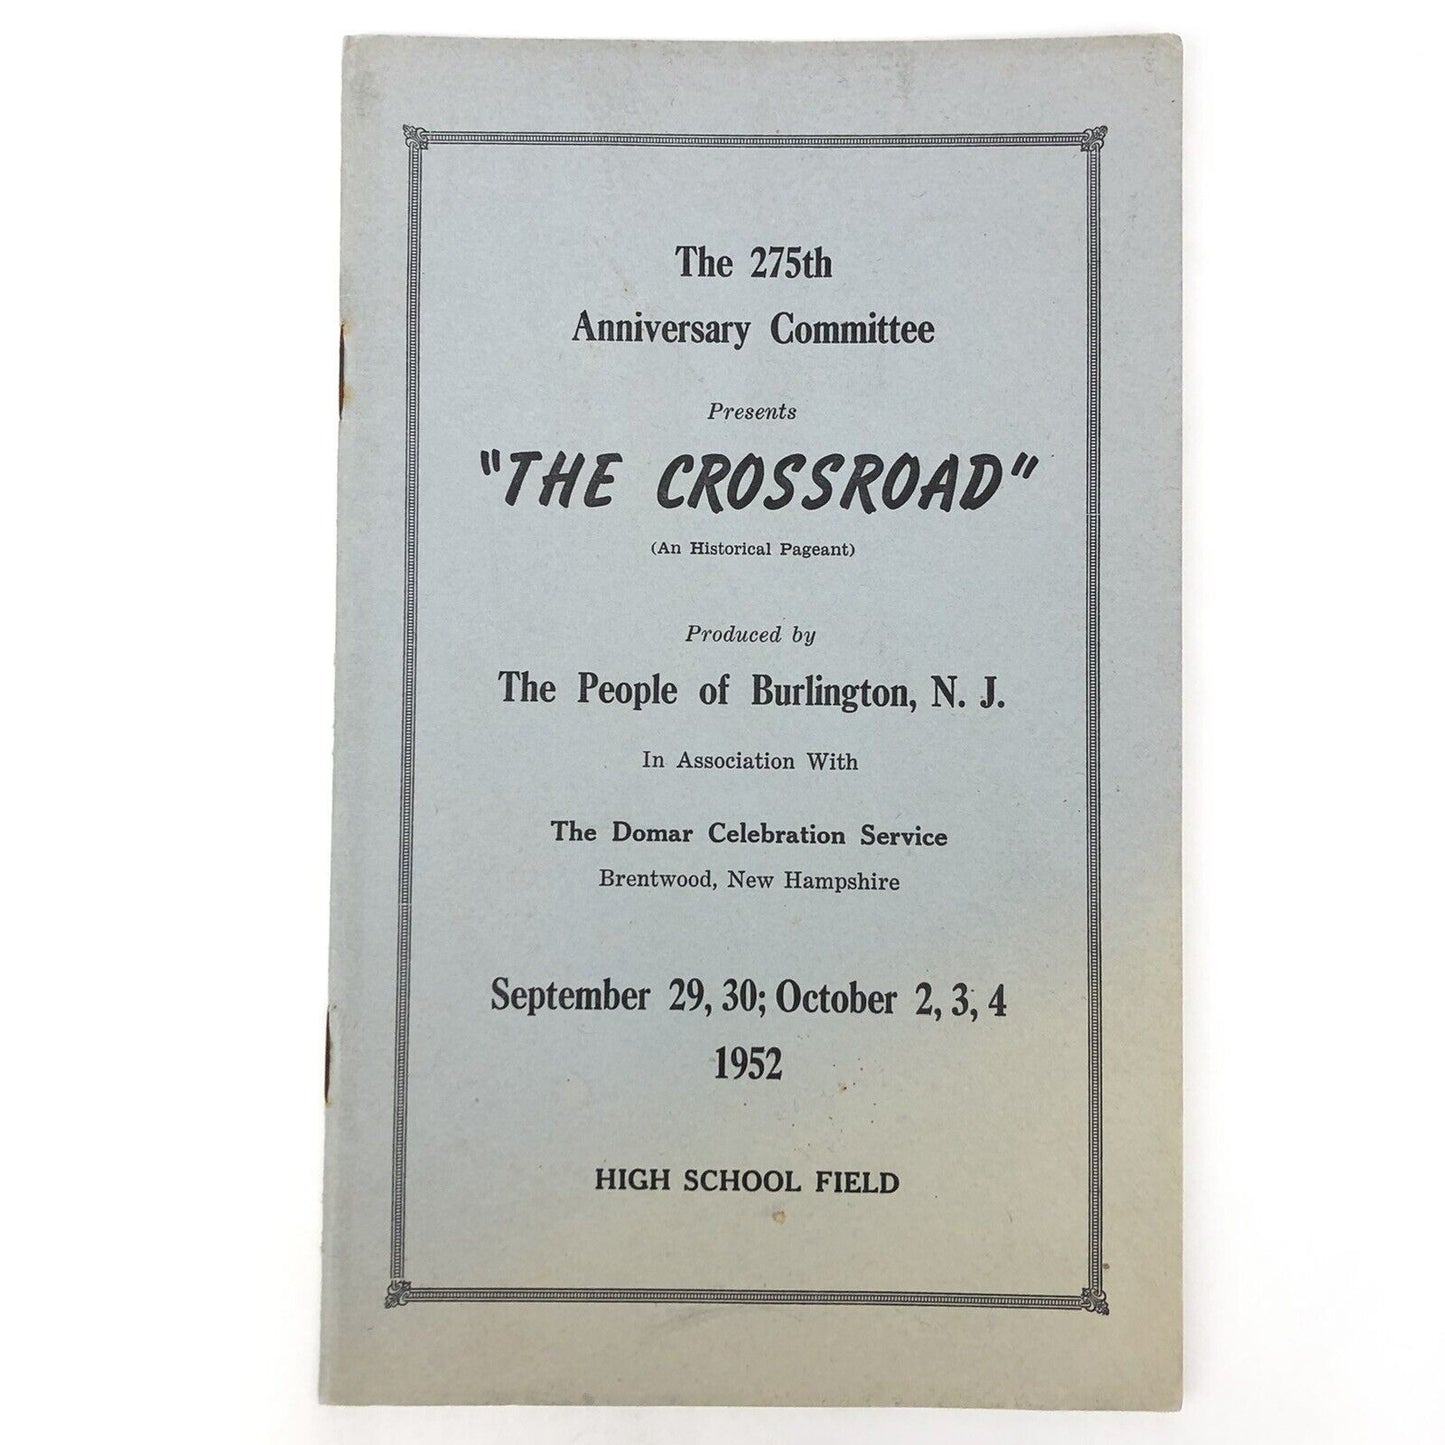 The 275th
Anniversary Committee
Presents
"THE CROSSROAD"
(An Historical Pageant)
Produced by
The People of Burlington, N. J.
In Association With
The Domar Celebration Service
Brentwood, New Hampshire
September 29, 30; October 2, 3, 4
1952
HIGH SCHOOL FIELD